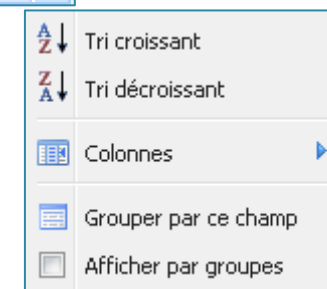 A
Z
Tri croissant
Z
A
Tri décroissant
Colonnes
Grouper par ce champ
Afficher par groupes